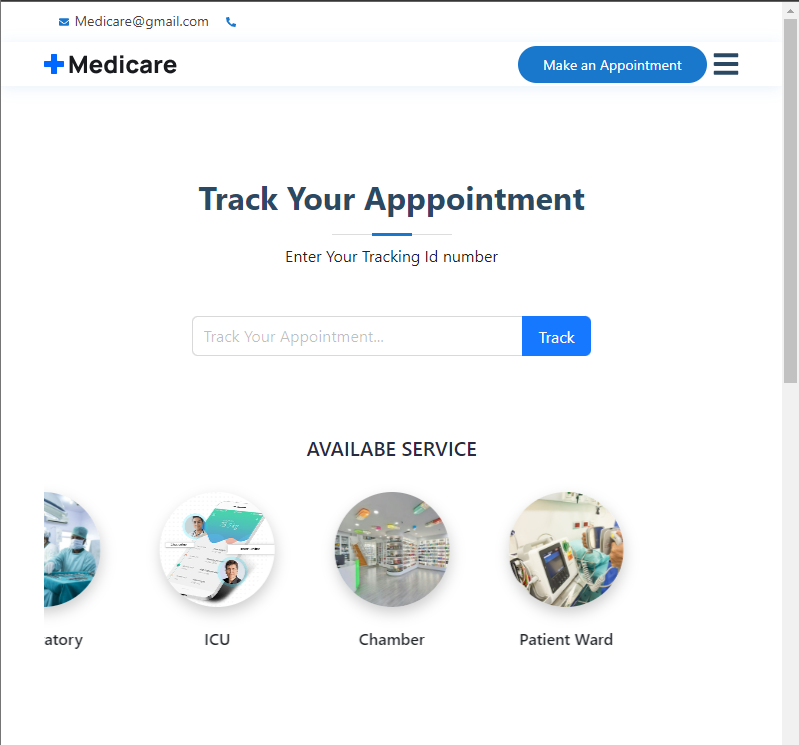 Medicare@gmail.com
Medicare
Make an Appointment
Track Your Apppointment
Enter Your Tracking Id number
Track Your Appointment...
Track
AVAILABE SERVICE
atory
ICU
Chamber
Patient Ward